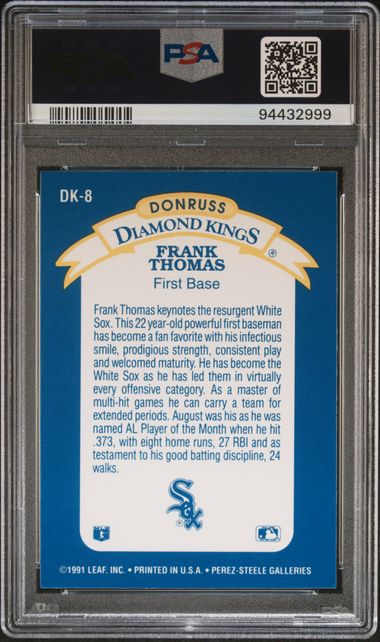 PSA
PSA
94432999
DK-8
DONRUSS
DIAMOND KINGS®
FRANK
THOMAS
First Base
Frank Thomas keynotes the resurgent White
Sox. This 22 year-old powerful first baseman
has become a fan favorite with his infectious
smile, prodigious strength, consistent play
and welcomed maturity. He has become the
White Sox as he has led them in virtually
every offensive category. As a master of
multi-hit games he can carry a team for
extended periods. August was his as he was
named AL Player of the Month when he hit
.373, with eight home runs, 27 RBI and as
testament to his good batting discipline, 24
walks.
Sox
®
©1991 LEAF, INC. • PRINTED IN U.S.A. • PEREZ-STEELE GALLERIES